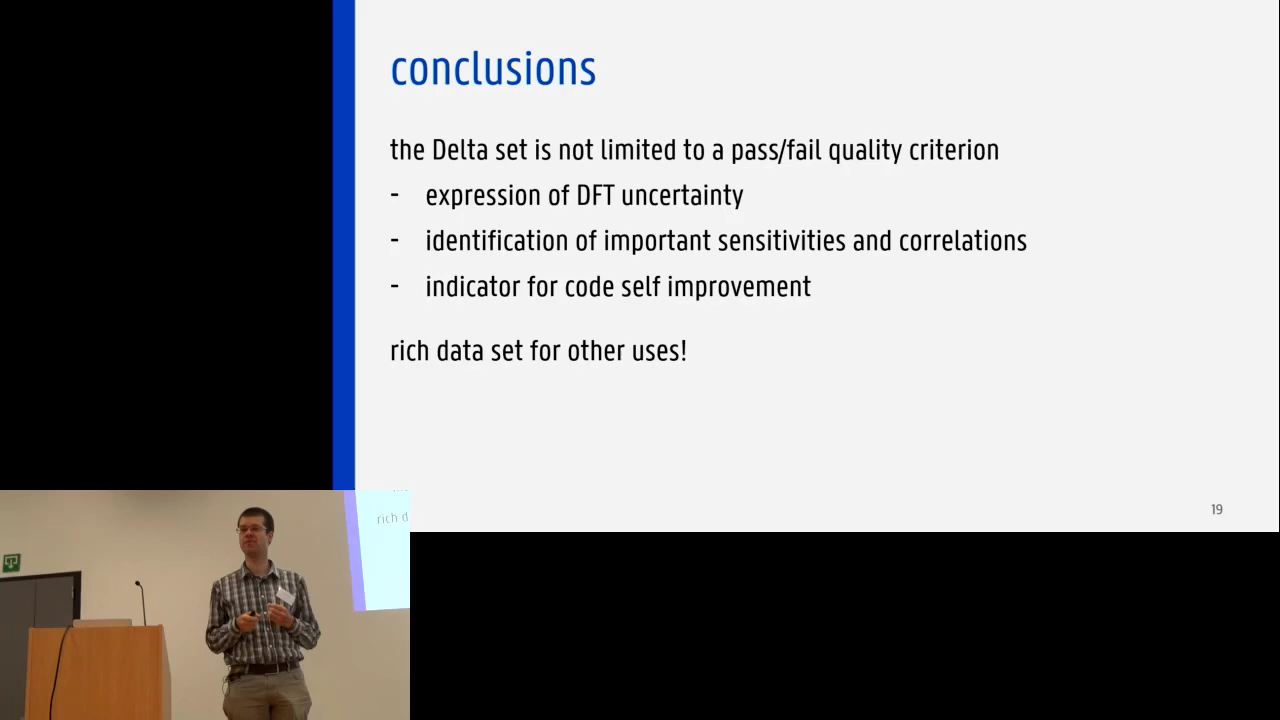 conclusions
the Delta set is not limited to a pass/fail quality criterion
- expression of DFT uncertainty
- identification of important sensitivities and correlations
- indicator for code self improvement
rich data set for other uses!
19
rich d